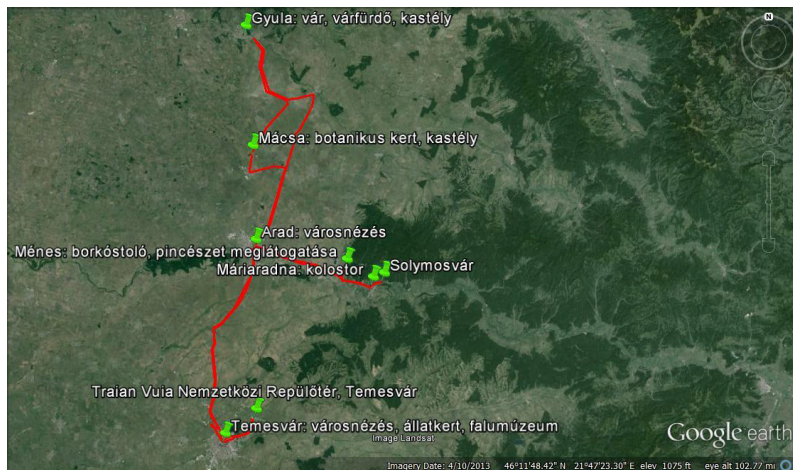 Gyula: vár, várfürdő, kastély
N
Mácsa: botanikus kert, kastély
Arad: városnézés
Ménes: borkóstoló, pincészet meglátogatása
Solymosvár
Máriaradna: kolostor
Traian Vuia Nemzetközi Repülőtér, Temesvár
Temesvár: városnézés, állatkert, falumúzeum
Image Landsat
Google earth
Imagery Date: 4/10/2013 46°11'48.42" N 21°47'23.30" E elev 1075 ft eye alt 102.77 mi